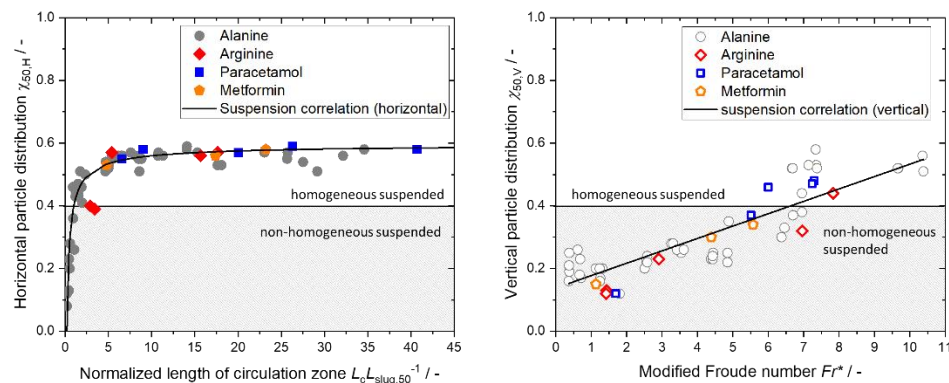 Horizontal particle distribution χ50,H / -
1.0
0.8
0.6
0.4
0.2
0.0
Alanine
Arginine
Paracetamol
Metformin
Suspension correlation (horizontal)
homogeneous suspended
non-homogeneous suspended
0 5 10 15 20 25 30 35 40 45
Normalized length of circulation zone LcLslug,50⁻¹ / -
Vertical particle distribution χ50,V / -
1.0
0.8
0.6
0.4
0.2
0.0
Alanine
Arginine
Paracetamol
Metformin
suspension correlation (vertical)
homogeneous suspended
non-homogeneous
suspended
0 1 2 3 4 5 6 7 8 9 10 11
Modified Froude number Fr* / -